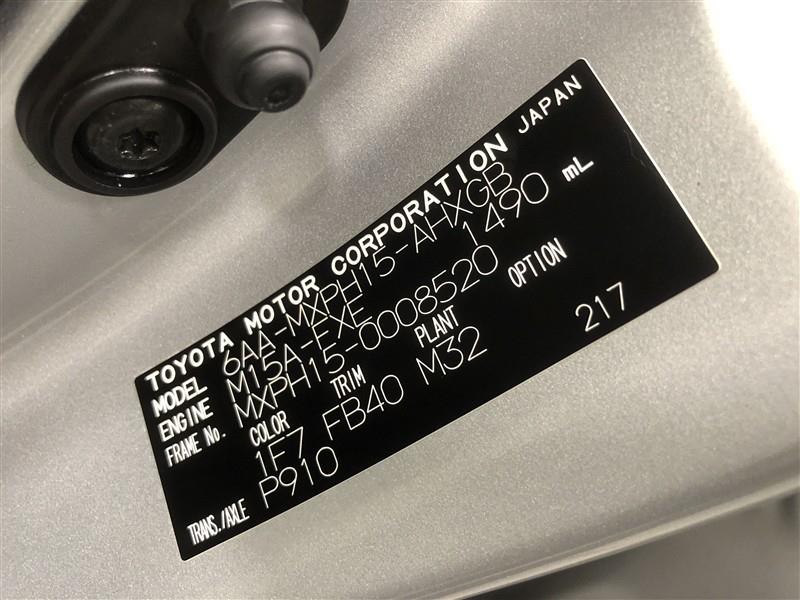 TOYOTA MOTOR CORPORATION JAPAN
MODEL 6AA-MXPH15-AHXGB
ENGINE M15A-FXE 1490 mL
FRAME No. MXPH15-0008520
COLOR TRIM PLANT OPTION
1F7 FB40 M32 217
TRANS./AXLE P910